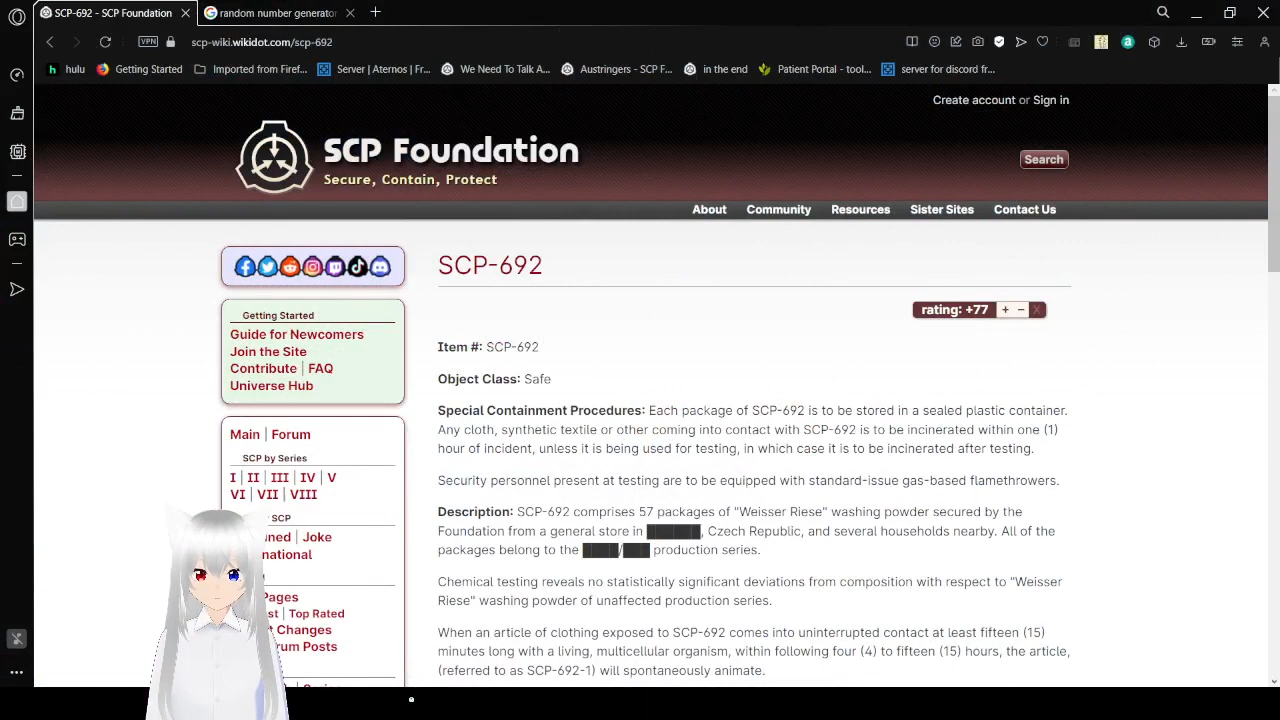 SCP-692 - SCP Foundation
random number generator
VPN
scp-wiki.wikidot.com/scp-692
hulu
Getting Started
Imported from Firef...
Server | Aternos | Fr...
We Need To Talk A...
Austringers - SCP F...
in the end
Patient Portal - tool...
server for discord fr...
Create account or Sign in
SCP Foundation
Secure, Contain, Protect
Search
About
Community
Resources
Sister Sites
Contact Us
Getting Started
Guide for Newcomers
Join the Site
Contribute | FAQ
Universe Hub
Main | Forum
SCP by Series
I | II | III | IV | V
VI | VII | VIII
SCP
Joke
Pages
Top Rated
Changes
Posts
SCP-692
rating: +77 + − X
Item #: SCP-692
Object Class: Safe
Special Containment Procedures: Each package of SCP-692 is to be stored in a sealed plastic container.
Any cloth, synthetic textile or other coming into contact with SCP-692 is to be incinerated within one (1)
hour of incident, unless it is being used for testing, in which case it is to be incinerated after testing.
Security personnel present at testing are to be equipped with standard-issue gas-based flamethrowers.
Description: SCP-692 comprises 57 packages of "Weisser Riese" washing powder secured by the
Foundation from a general store in ██████, Czech Republic, and several households nearby. All of the
packages belong to the ████/███ production series.
Chemical testing reveals no statistically significant deviations from composition with respect to "Weisser
Riese" washing powder of unaffected production series.
When an article of clothing exposed to SCP-692 comes into uninterrupted contact at least fifteen (15)
minutes long with a living, multicellular organism, within following four (4) to fifteen (15) hours, the article,
(referred to as SCP-692-1) will spontaneously animate.